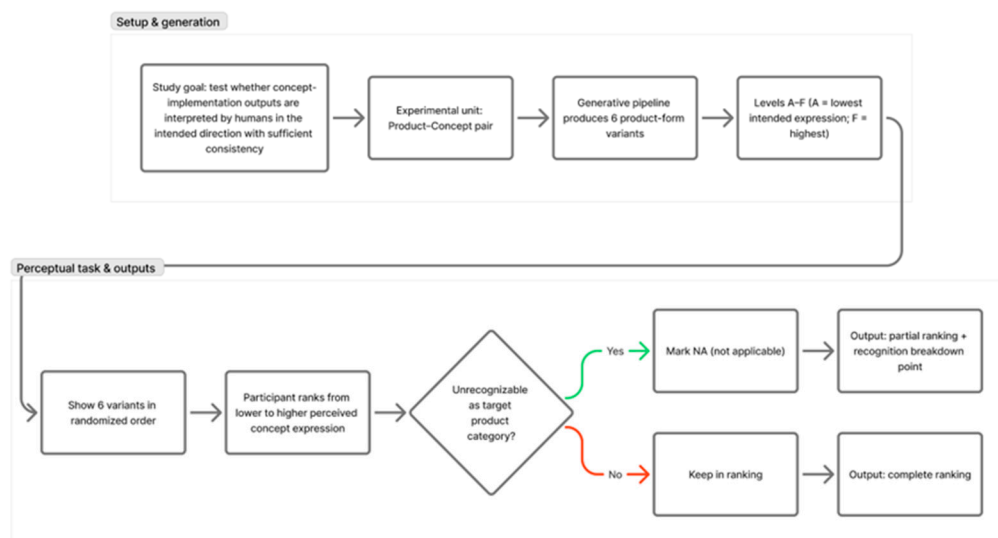 Setup & generation
Study goal: test whether concept-
implementation outputs are
interpreted by humans in the
intended direction with sufficient
consistency
Experimental unit:
Product–Concept pair
Generative pipeline
produces 6 product-form
variants
Levels A–F (A = lowest
intended expression; F =
highest)
Perceptual task & outputs
Show 6 variants in
randomized order
Participant ranks from
lower to higher perceived
concept expression
Unrecognizable
as target
product
category?
Yes
Mark NA (not applicable)
Output: partial ranking +
recognition breakdown
point
No
Keep in ranking
Output: complete ranking